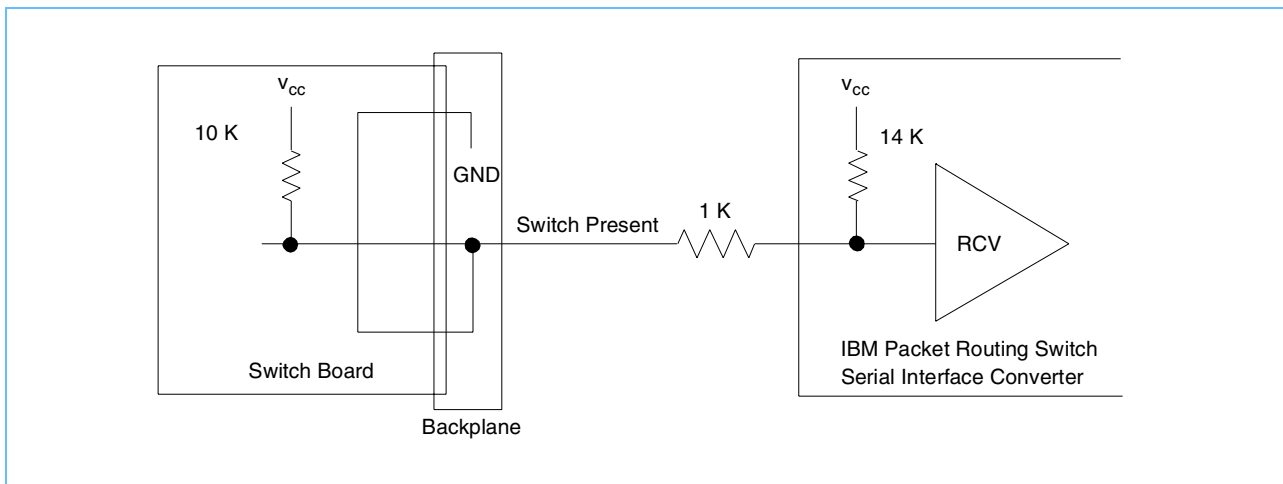 vcc
10 K
GND
Switch Present
1 K
vcc
14 K
RCV
Switch Board
Backplane
IBM Packet Routing Switch
Serial Interface Converter